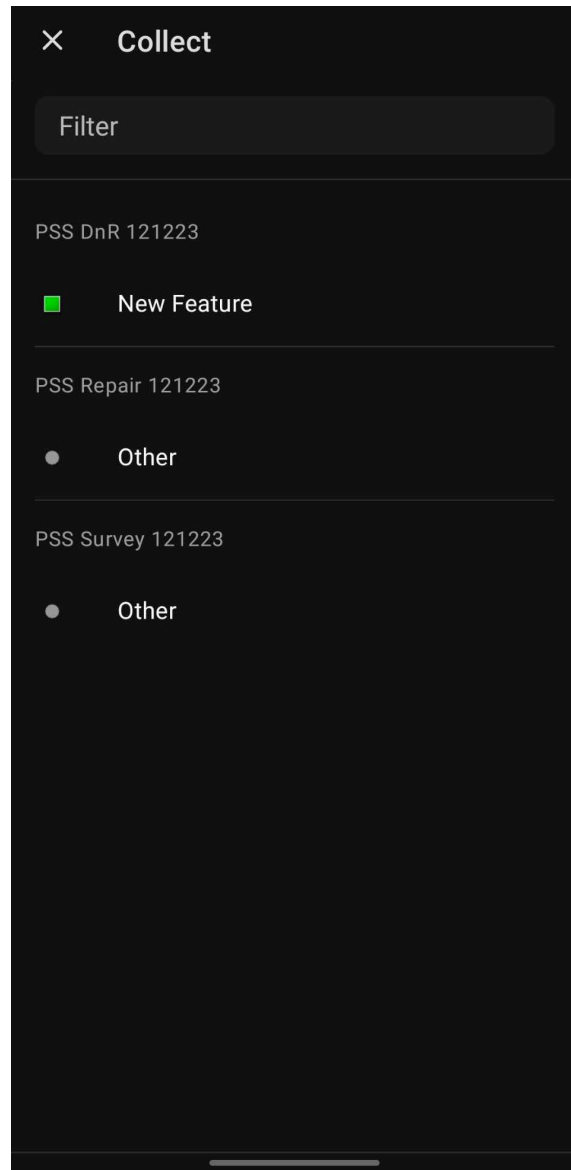 Collect
Filter
PSS DnR 121223
New Feature
PSS Repair 121223
Other
PSS Survey 121223
Other